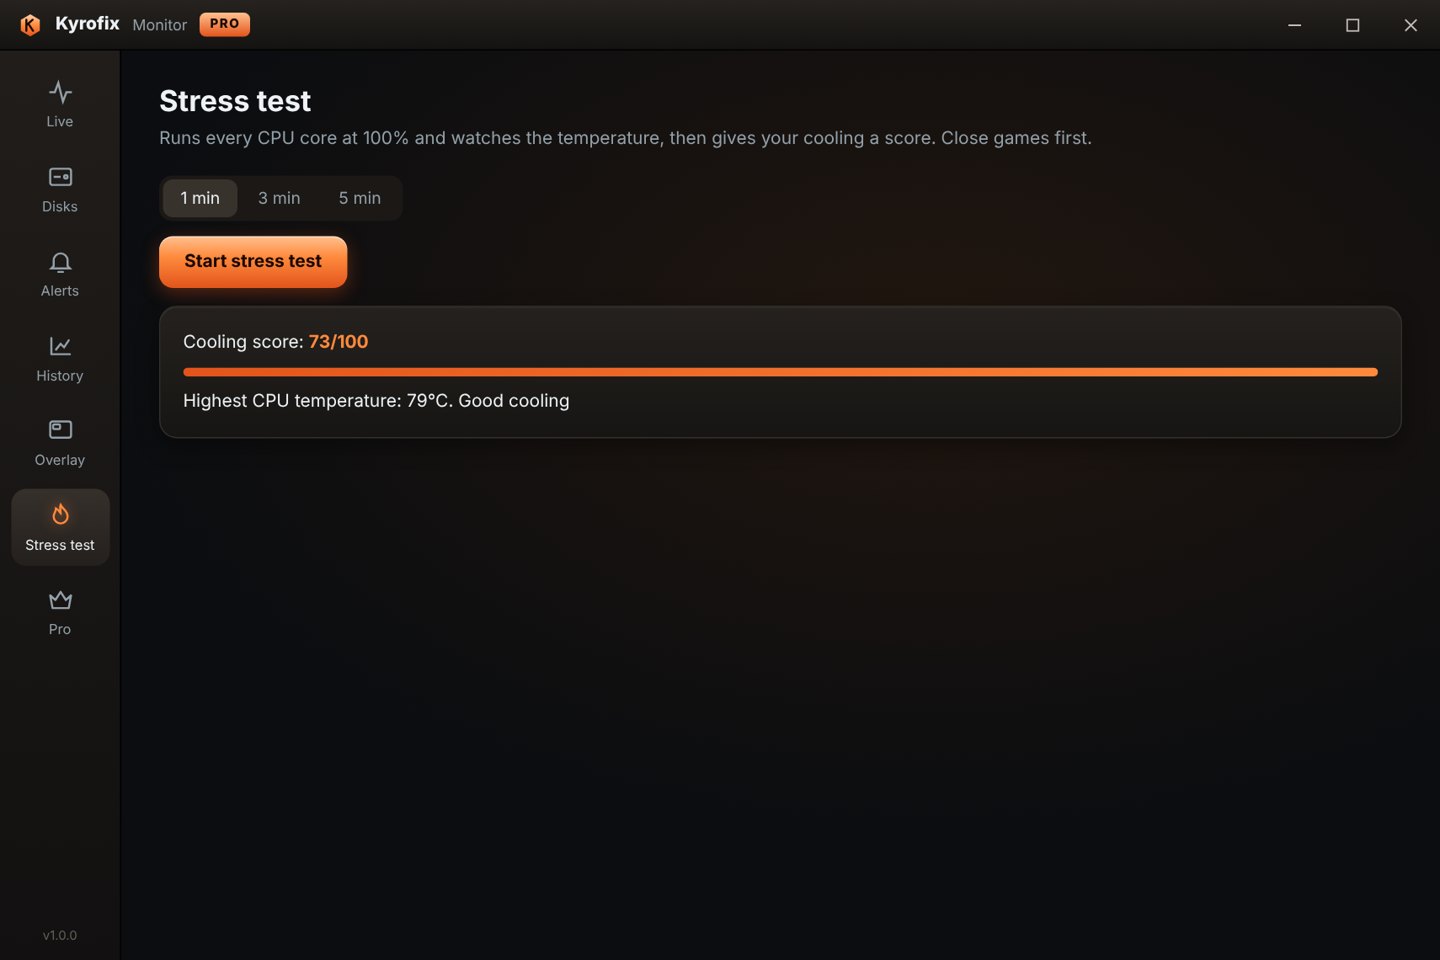 Kyrofix Monitor PRO
Live
Disks
Alerts
History
Overlay
Stress test
Pro
v1.0.0
Stress test
Runs every CPU core at 100% and watches the temperature, then gives your cooling a score. Close games first.
1 min 3 min 5 min
Start stress test
Cooling score: 73/100
Highest CPU temperature: 79°C. Good cooling